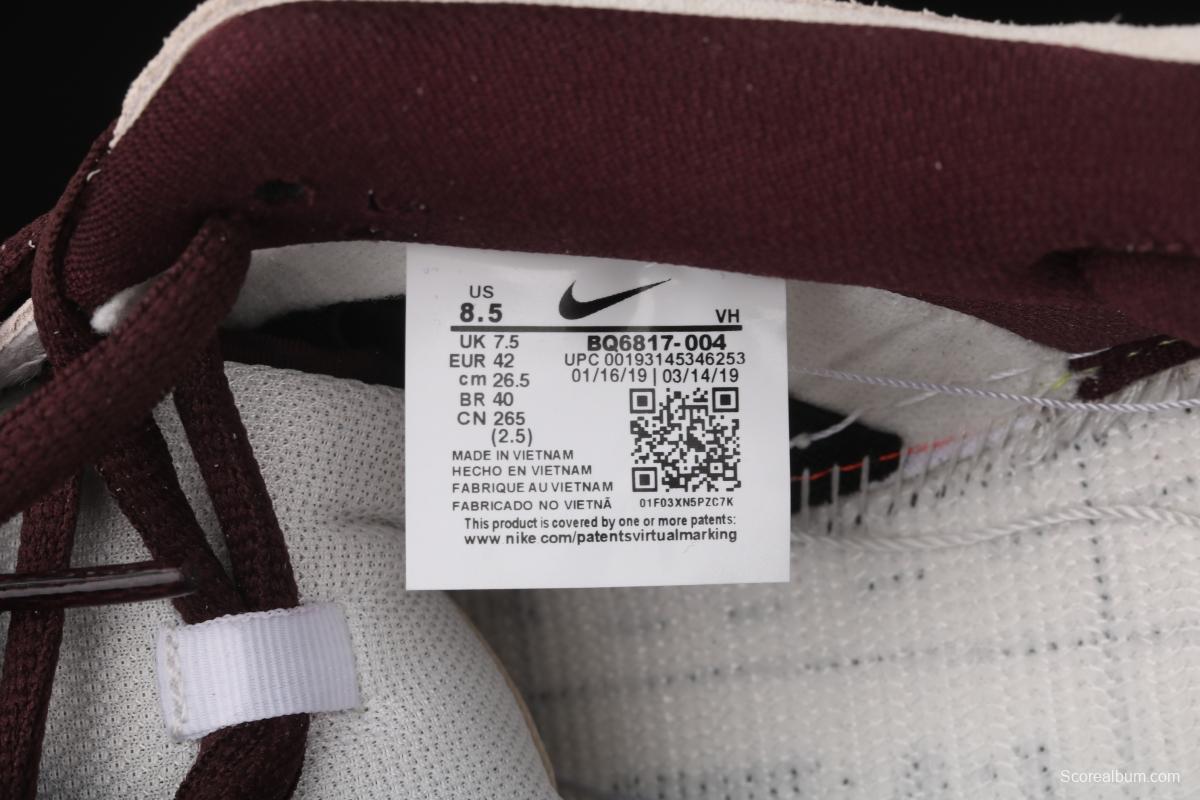 US
8.5
VH
UK 7.5
EUR 42
cm 26.5
BR 40
CN 265
(2.5)
BQ6817-004
UPC 00193145346253
01/16/19 | 03/14/19
MADE IN VIETNAM
HECHO EN VIETNAM
FABRIQUE AU VIETNAM
FABRICADO NO VIETNÃ
01F03XN5PZC7K
This product is covered by one or more patents:
www nike com/patentsvirtualmarking
Scorealbum.com